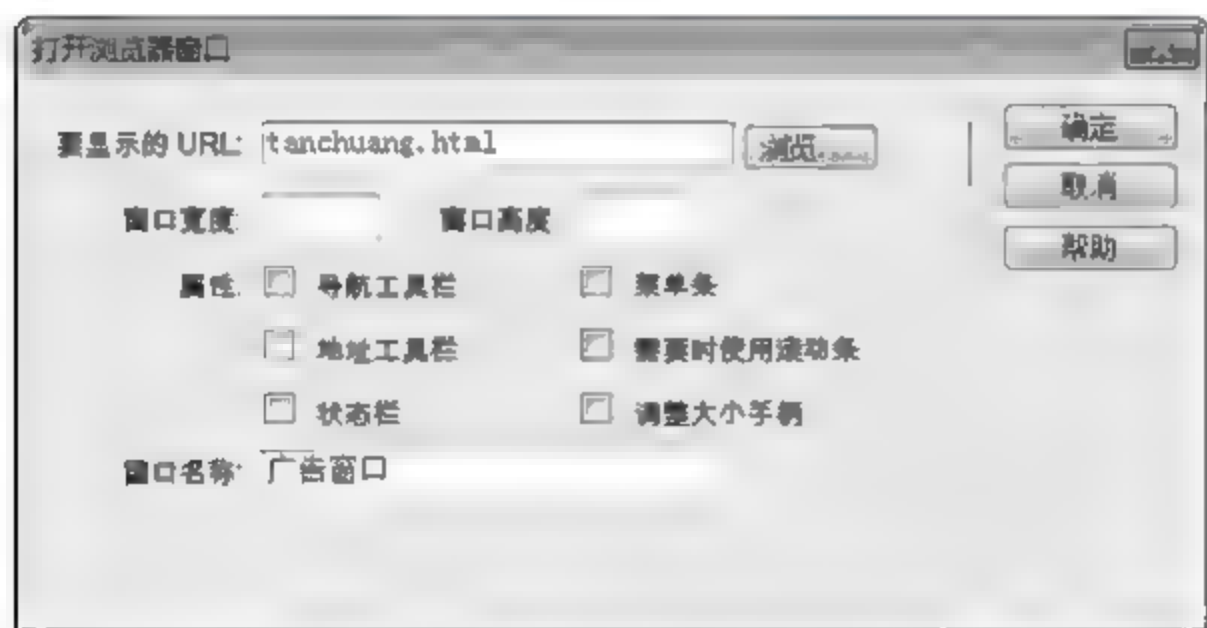 打开浏览器窗口
要显示的 URL: tanchuang.html 浏览... 确定
取消
窗口宽度: 窗口高度
帮助
属性: 导航工具栏 菜单条
地址工具栏 需要时使用滚动条
状态栏 调整大小手柄
窗口名称: 广告窗口